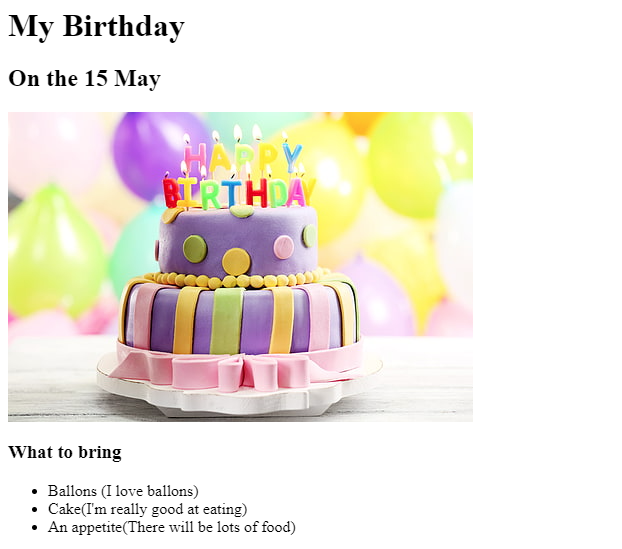 My Birthday
On the 15 May
HAPPY
BIRTHDAY
What to bring
Ballons (I love ballons)
Cake(I'm really good at eating)
An appetite(There will be lots of food)